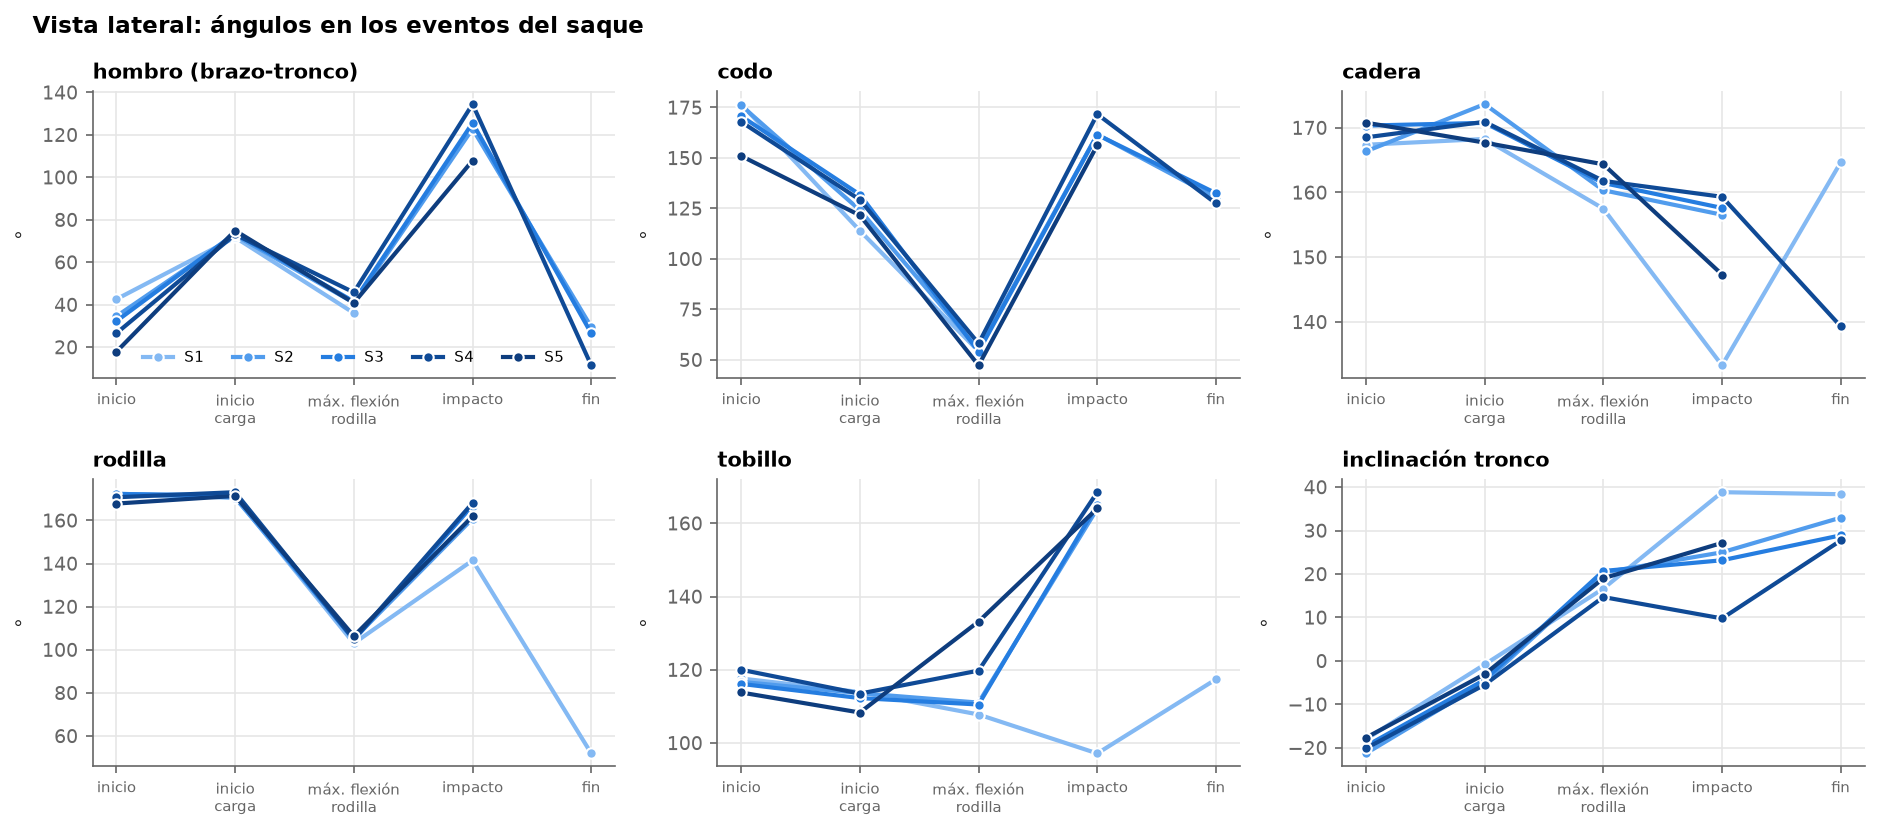 Vista lateral: ángulos en los eventos del saque
hombro (brazo-tronco)
140
120
100
80
60
40
20
°
S1 S2 S3 S4 S5
inicio
inicio
carga
máx. flexión
rodilla
impacto
fin
codo
175
150
125
100
75
50
°
inicio
inicio
carga
máx. flexión
rodilla
impacto
fin
cadera
170
160
150
140
°
inicio
inicio
carga
máx. flexión
rodilla
impacto
fin
rodilla
160
140
120
100
80
60
°
inicio
inicio
carga
máx. flexión
rodilla
impacto
fin
tobillo
160
140
120
100
°
inicio
inicio
carga
máx. flexión
rodilla
impacto
fin
inclinación tronco
40
30
20
10
0
−10
−20
°
inicio
inicio
carga
máx. flexión
rodilla
impacto
fin